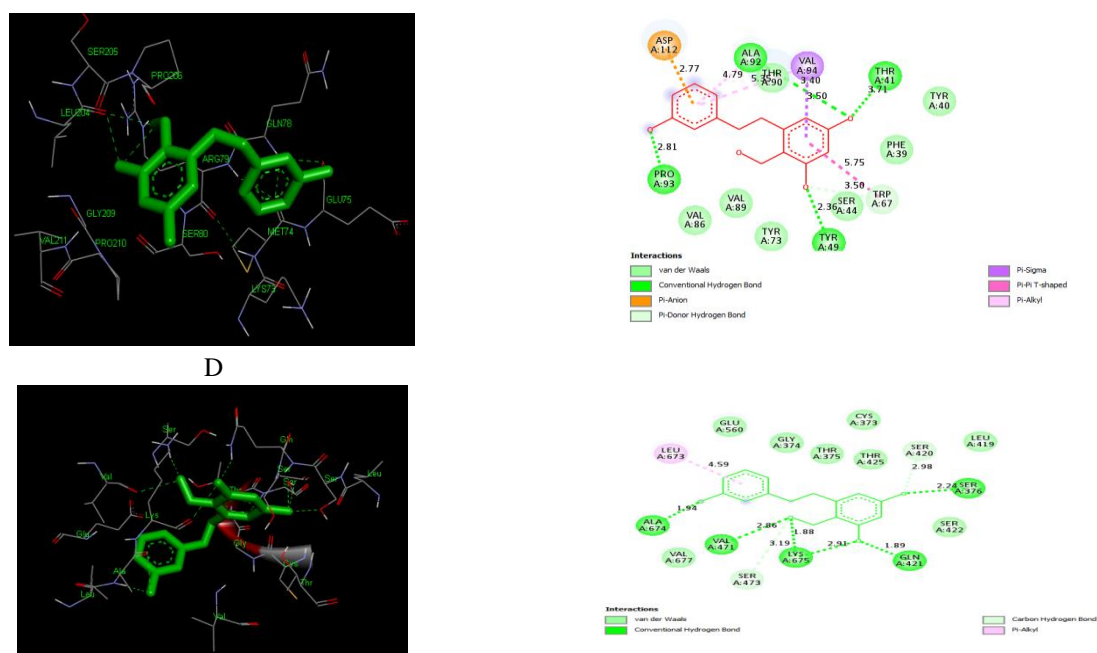 SER205
PRO206
LEU204
GLN78
ARG79
GLU75
GLY209
SER80
MET74
VAL211
PRO210
LYS73
ASP
A:112
ALA
A:92
VAL
A:94
THR
A:90
THR
A:41
TYR
A:40
2.77
4.79
3.40
3.50
3.71
PHE
A:39
2.81
5.75
PRO
A:93
3.50
VAL
A:89
SER
A:44
TRP
A:67
VAL
A:86
2.36
TYR
A:73
TYR
A:49
Interactions
van der Waals
Conventional Hydrogen Bond
Pi-Anion
Pi-Donor Hydrogen Bond
Pi-Sigma
Pi-Pi T-shaped
Pi-Alkyl
D
Ser
Gln
Leu
Val
Ser
Ser
Ser
Lys
Gly
Ala
Leu
Thr
Val
GLU
A:560
CYS
A:373
GLY
A:374
THR
A:375
THR
A:425
SER
A:420
LEU
A:419
LEU
A:673
4.59
2.98
2.24
SER
A:376
1.94
ALA
A:674
2.86
VAL
A:471
1.88
SER
A:422
VAL
A:677
3.19
LYS
A:675
2.91
1.89
GLN
A:421
SER
A:473
Interactions
van der Waals
Conventional Hydrogen Bond
Carbon Hydrogen Bond
Pi-Alkyl